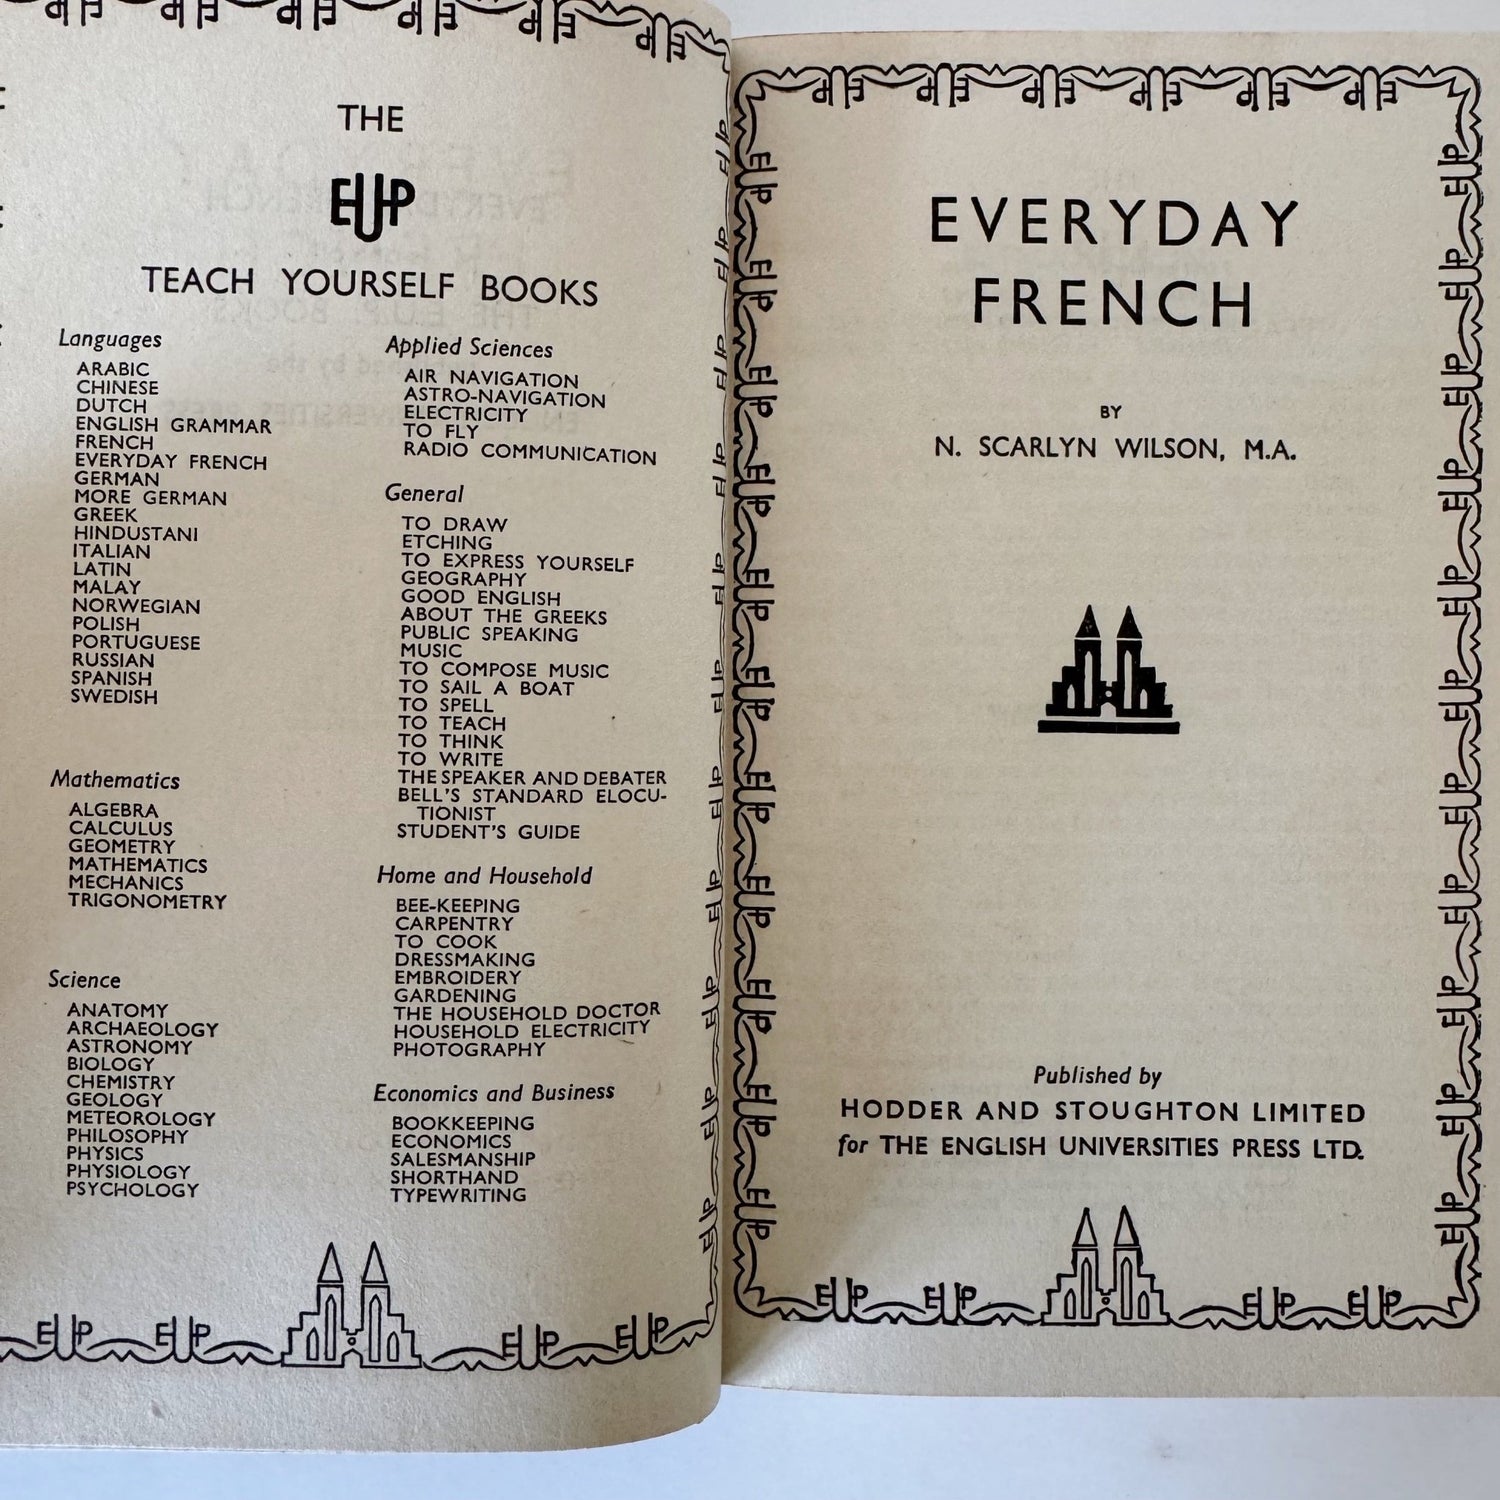 THE
EUP
TEACH YOURSELF BOOKS
Languages
ARABIC
CHINESE
DUTCH
ENGLISH GRAMMAR
FRENCH
EVERYDAY FRENCH
GERMAN
MORE GERMAN
GREEK
HINDUSTANI
ITALIAN
LATIN
MALAY
NORWEGIAN
POLISH
PORTUGUESE
RUSSIAN
SPANISH
SWEDISH
Mathematics
ALGEBRA
CALCULUS
GEOMETRY
MATHEMATICS
MECHANICS
TRIGONOMETRY
Science
ANATOMY
ARCHAEOLOGY
ASTRONOMY
BIOLOGY
CHEMISTRY
GEOLOGY
METEOROLOGY
PHILOSOPHY
PHYSICS
PHYSIOLOGY
PSYCHOLOGY
Applied Sciences
AIR NAVIGATION
ASTRO-NAVIGATION
ELECTRICITY
TO FLY
RADIO COMMUNICATION
General
TO DRAW
ETCHING
TO EXPRESS YOURSELF
GEOGRAPHY
GOOD ENGLISH
ABOUT THE GREEKS
PUBLIC SPEAKING
MUSIC
TO COMPOSE MUSIC
TO SAIL A BOAT
TO SPELL
TO TEACH
TO THINK
TO WRITE
THE SPEAKER AND DEBATER
BELL'S STANDARD ELOCU-
TIONIST
STUDENT'S GUIDE
Home and Household
BEE-KEEPING
CARPENTRY
TO COOK
DRESSMAKING
EMBROIDERY
GARDENING
THE HOUSEHOLD DOCTOR
HOUSEHOLD ELECTRICITY
PHOTOGRAPHY
Economics and Business
BOOKKEEPING
ECONOMICS
SALESMANSHIP
SHORTHAND
TYPEWRITING
EVERYDAY
FRENCH
BY
N. SCARLYN WILSON, M.A.
Published by
HODDER AND STOUGHTON LIMITED
for THE ENGLISH UNIVERSITIES PRESS LTD.